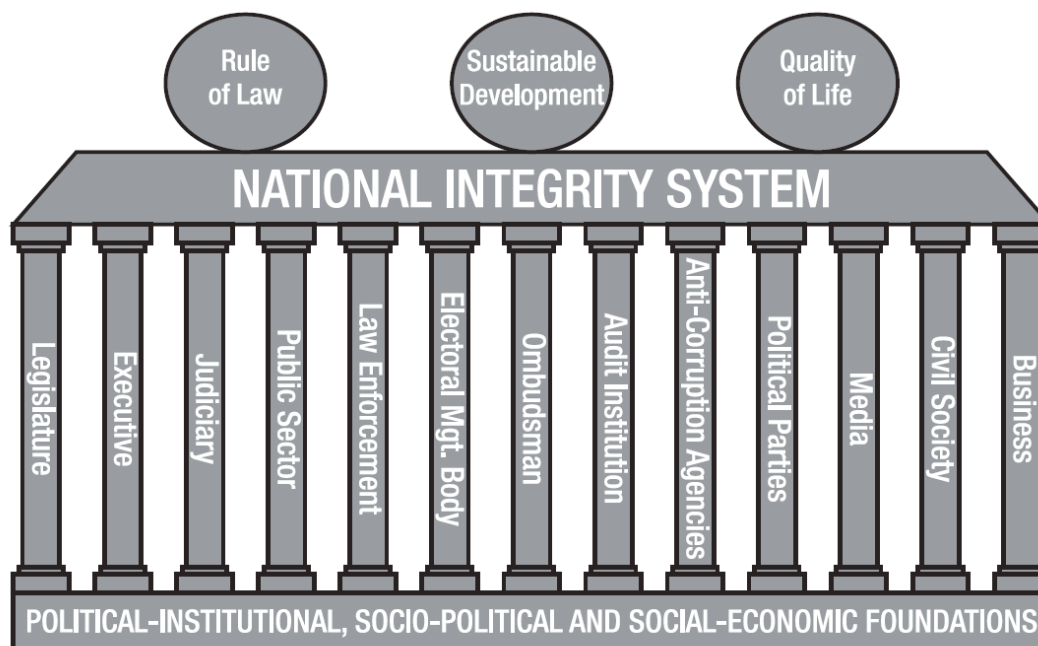 Rule
of Law
Sustainable
Development
Quality
of Life
NATIONAL INTEGRITY SYSTEM
Legislature
Executive
Judiciary
Public Sector
Law Enforcement
Electoral Mgt. Body
Ombudsman
Audit Institution
Anti-Corruption Agencies
Political Parties
Media
Civil Society
Business
POLITICAL-INSTITUTIONAL, SOCIO-POLITICAL AND SOCIAL-ECONOMIC FOUNDATIONS